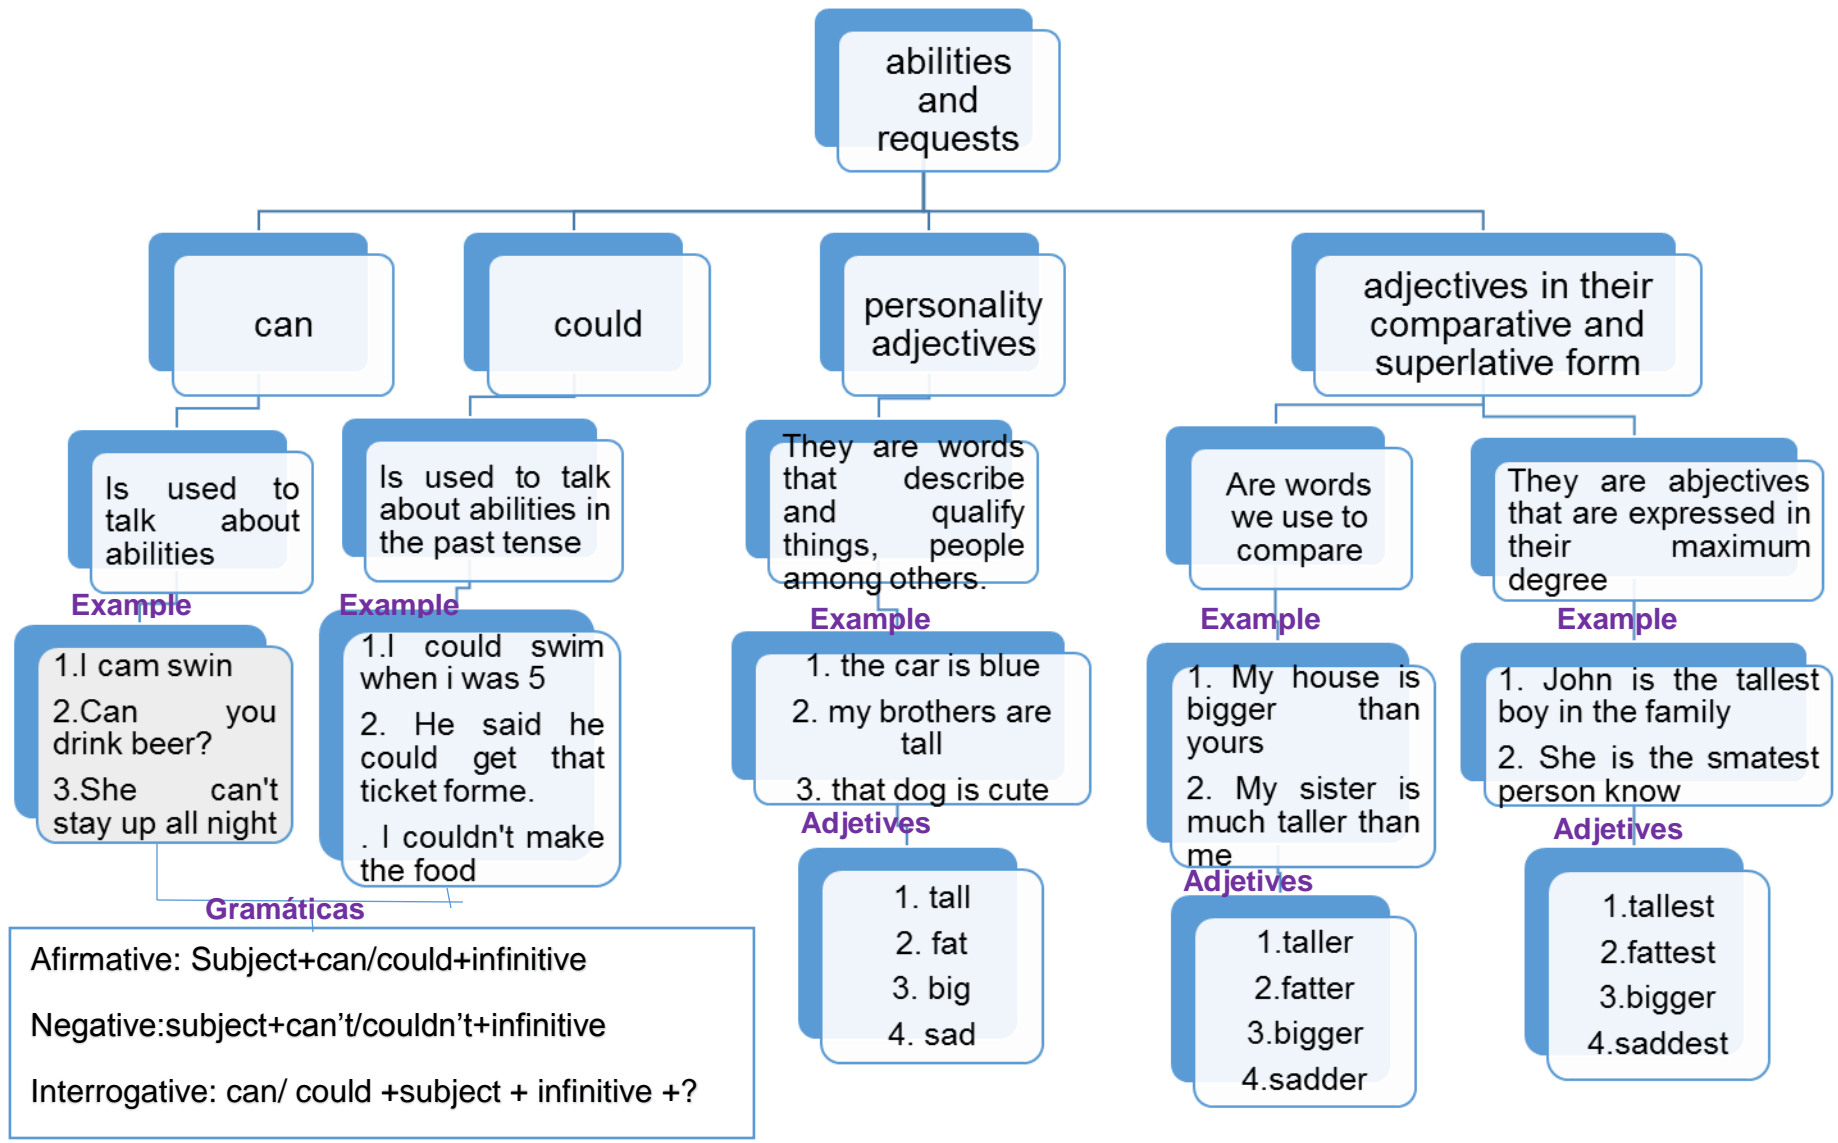 abilities
and
requests
can
could
personality
adjectives
adjectives in their
comparative and
superlative form
Is used to
talk about
abilities
Is used to talk
about abilities in
the past tense
They are words
that describe
and qualify
things, people
among others.
Are words
we use to
compare
They are abjectives
that are expressed in
their maximum
degree
Example
Example
Example
Example
Example
1.I cam swin
2.Can you
drink beer?
3.She can't
stay up all night
1.I could swim
when i was 5
2. He said he
could get that
ticket forme.
. I couldn't make
the food
1. the car is blue
2. my brothers are
tall
3. that dog is cute
1. My house is
bigger than
yours
2. My sister is
much taller than
me
1. John is the tallest
boy in the family
2. She is the smatest
person know
Gramáticas
Adjetives
Adjetives
Adjetives
Afirmative: Subject+can/could+infinitive
Negative:subject+can’t/couldn’t+infinitive
Interrogative: can/ could +subject + infinitive +?
1. tall
2. fat
3. big
4. sad
1.taller
2.fatter
3.bigger
4.sadder
1.tallest
2.fattest
3.bigger
4.saddest